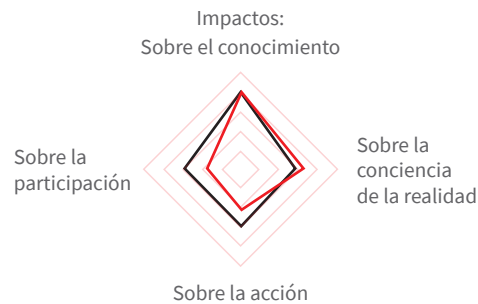 Impactos:
Sobre el conocimiento
Sobre la
participación
Sobre la
conciencia
de la realidad
Sobre la acción